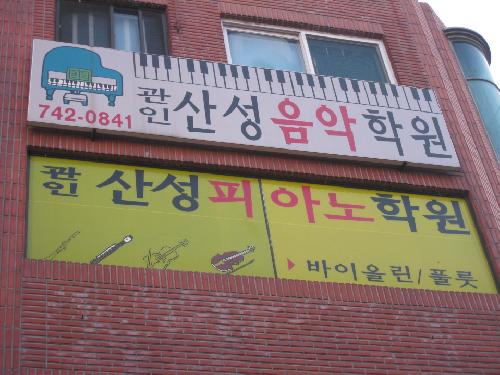 742-0841 관인 산성음악학원
관인 산성피아노학원
▶ 바이올린/플룻